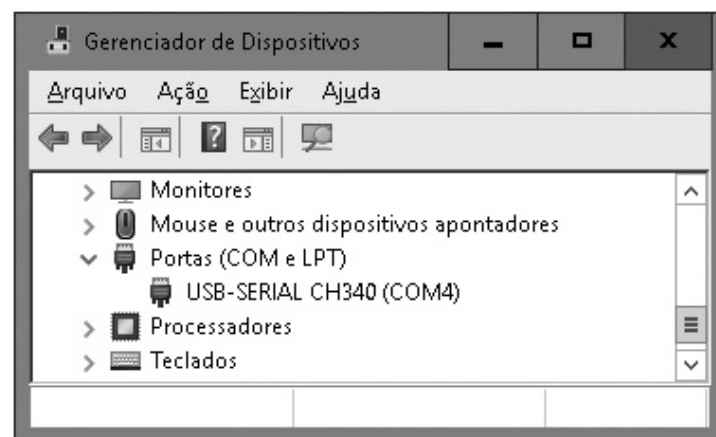 Gerenciador de Dispositivos
Arquivo Ação Exibir Ajuda
Monitores
Mouse e outros dispositivos apontadores
Portas (COM e LPT)
USB-SERIAL CH340 (COM4)
Processadores
Teclados